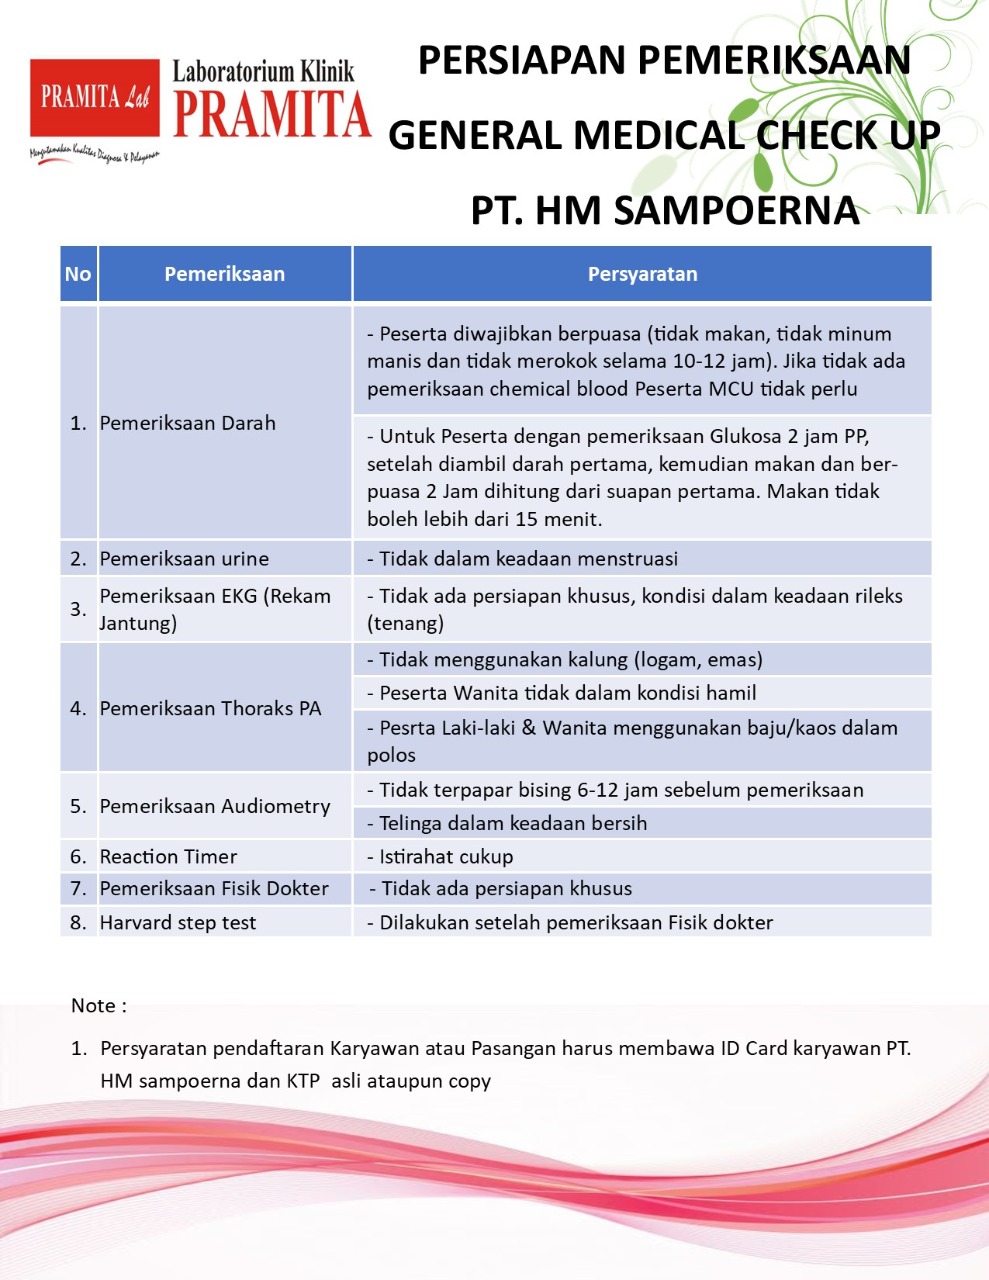 PRAMITA Lab
Mengutamakan Kualitas Diagnosa & Pelayanan
Laboratorium Klinik
PRAMITA
PERSIAPAN PEMERIKSAAN
GENERAL MEDICAL CHECK UP
PT. HM SAMPOERNA
No Pemeriksaan Persyaratan
1. Pemeriksaan Darah
- Peserta diwajibkan berpuasa (tidak makan, tidak minum
manis dan tidak merokok selama 10-12 jam). Jika tidak ada
pemeriksaan chemical blood Peserta MCU tidak perlu
- Untuk Peserta dengan pemeriksaan Glukosa 2 jam PP,
setelah diambil darah pertama, kemudian makan dan ber-
puasa 2 Jam dihitung dari suapan pertama. Makan tidak
boleh lebih dari 15 menit.
2. Pemeriksaan urine - Tidak dalam keadaan menstruasi
3. Pemeriksaan EKG (Rekam
Jantung)
- Tidak ada persiapan khusus, kondisi dalam keadaan rileks
(tenang)
4. Pemeriksaan Thoraks PA
- Tidak menggunakan kalung (logam, emas)
- Peserta Wanita tidak dalam kondisi hamil
- Pesrta Laki-laki & Wanita menggunakan baju/kaos dalam
polos
5. Pemeriksaan Audiometry
- Tidak terpapar bising 6-12 jam sebelum pemeriksaan
- Telinga dalam keadaan bersih
6. Reaction Timer - Istirahat cukup
7. Pemeriksaan Fisik Dokter - Tidak ada persiapan khusus
8. Harvard step test - Dilakukan setelah pemeriksaan Fisik dokter
Note :
1. Persyaratan pendaftaran Karyawan atau Pasangan harus membawa ID Card karyawan PT.
HM sampoerna dan KTP asli ataupun copy